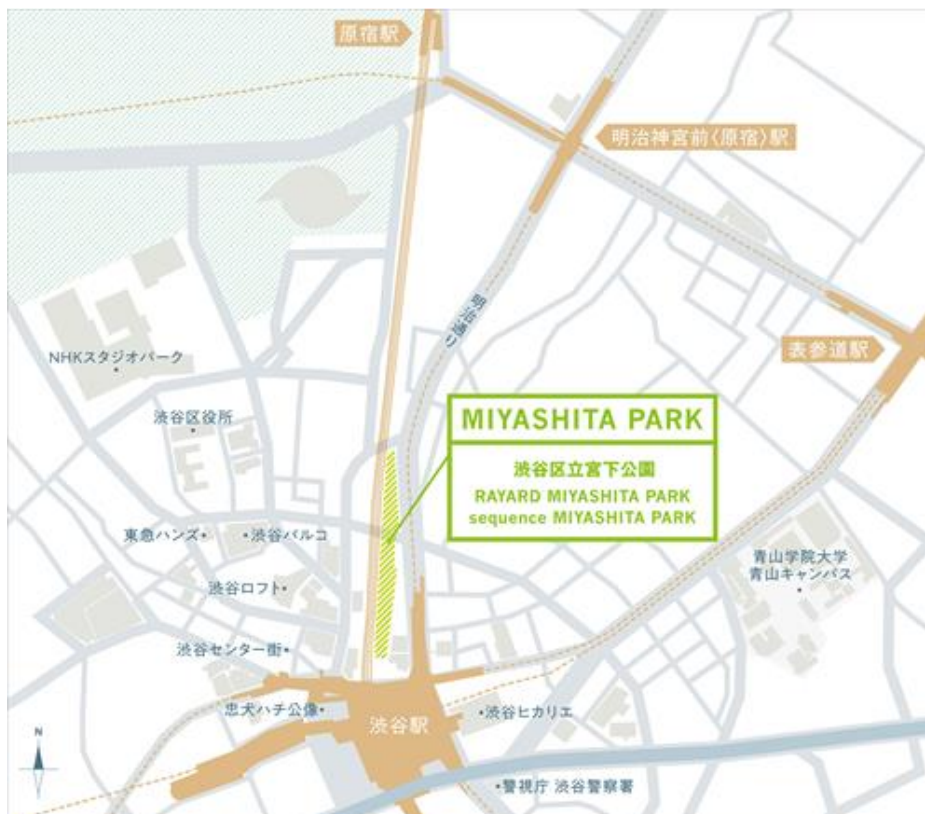 原宿駅
明治神宮前〈原宿〉駅
明治通り
表参道駅
NHKスタジオパーク
MIYASHITA PARK
渋谷区役所
渋谷区立宮下公園
RAYARD MIYASHITA PARK
sequence MIYASHITA PARK
東急ハンズ
渋谷パルコ
青山学院大学
青山キャンパス
渋谷ロフト
渋谷センター街
忠犬ハチ公像
渋谷駅
渋谷ヒカリエ
N
警視庁 渋谷警察署